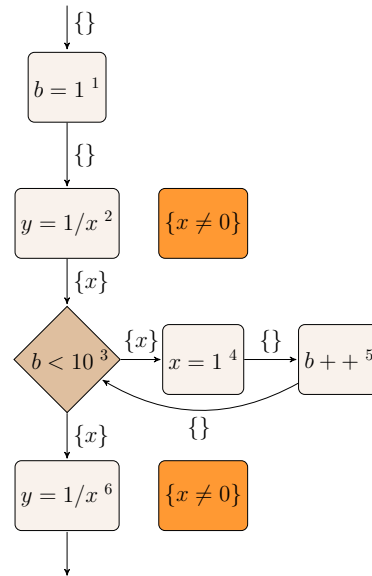 {}
b = 1 ¹
{}
y = 1/x ²
{x ≠ 0}
{x}
b < 10 ³
{x}
x = 1 ⁴
{}
b + + ⁵
{}
{x}
y = 1/x ⁶
{x ≠ 0}